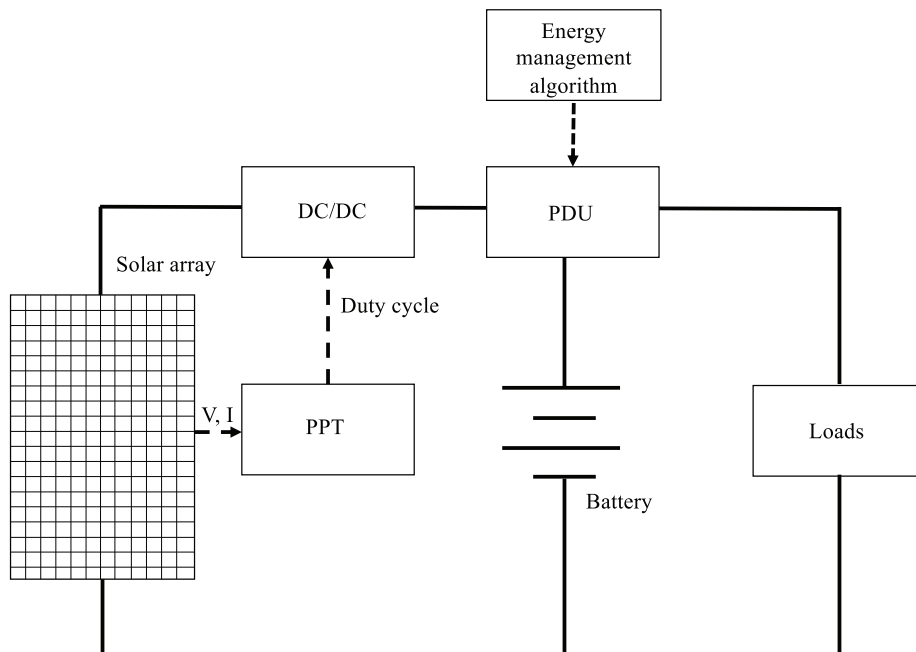 Energy
management
algorithm
DC/DC
PDU
Solar array
Duty cycle
V, I
PPT
Loads
Battery